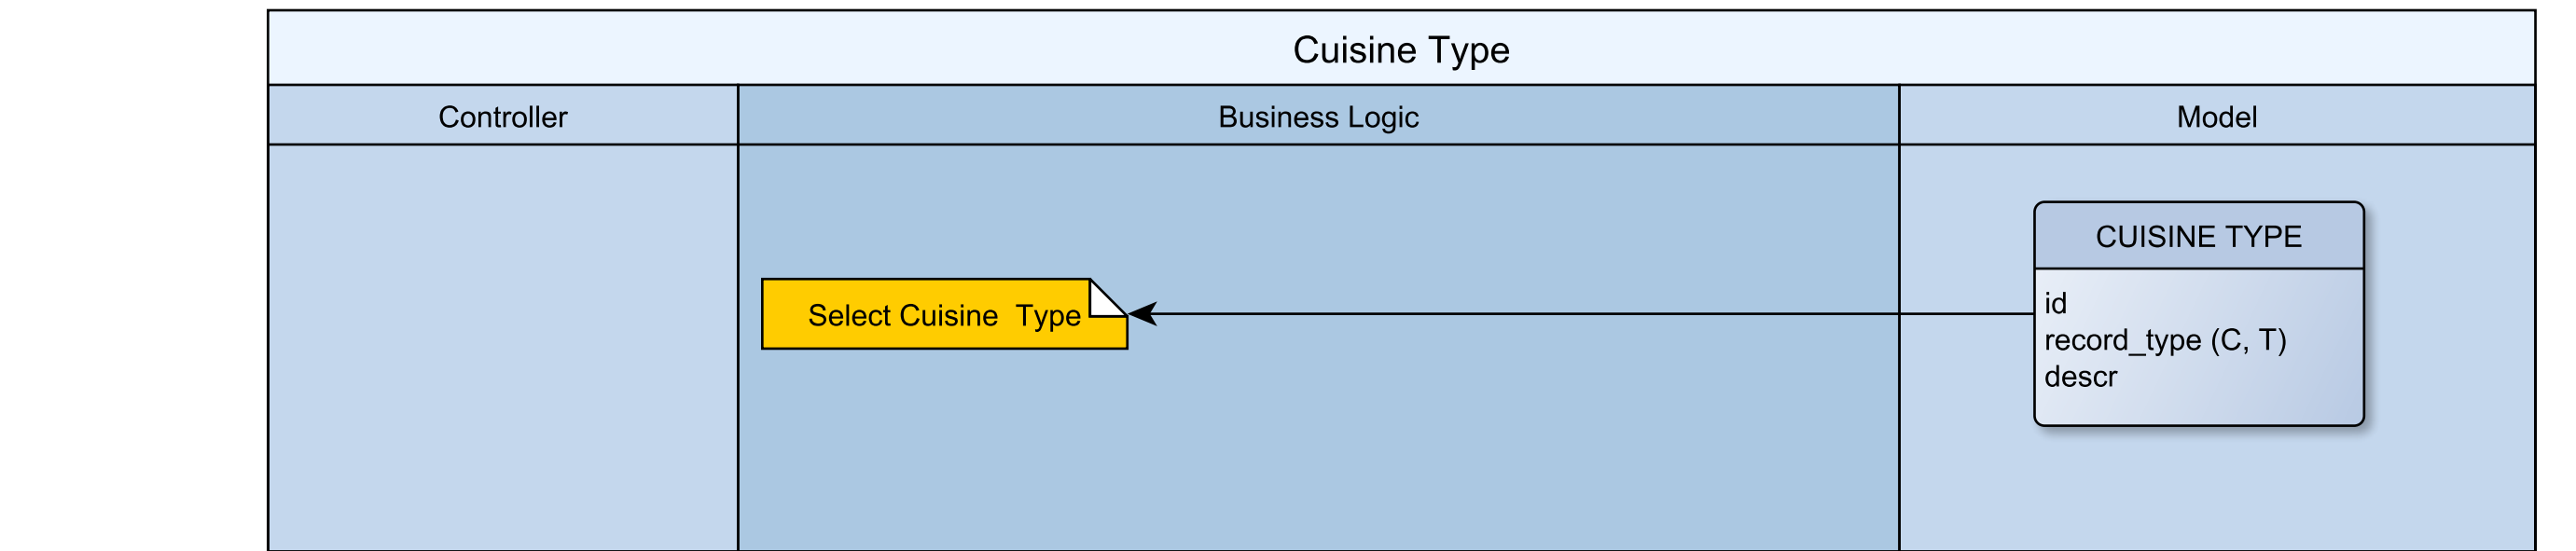 Cuisine Type
Controller
Business Logic
Model
CUISINE TYPE
Select Cuisine  Type
id
record_type (C, T)
descr